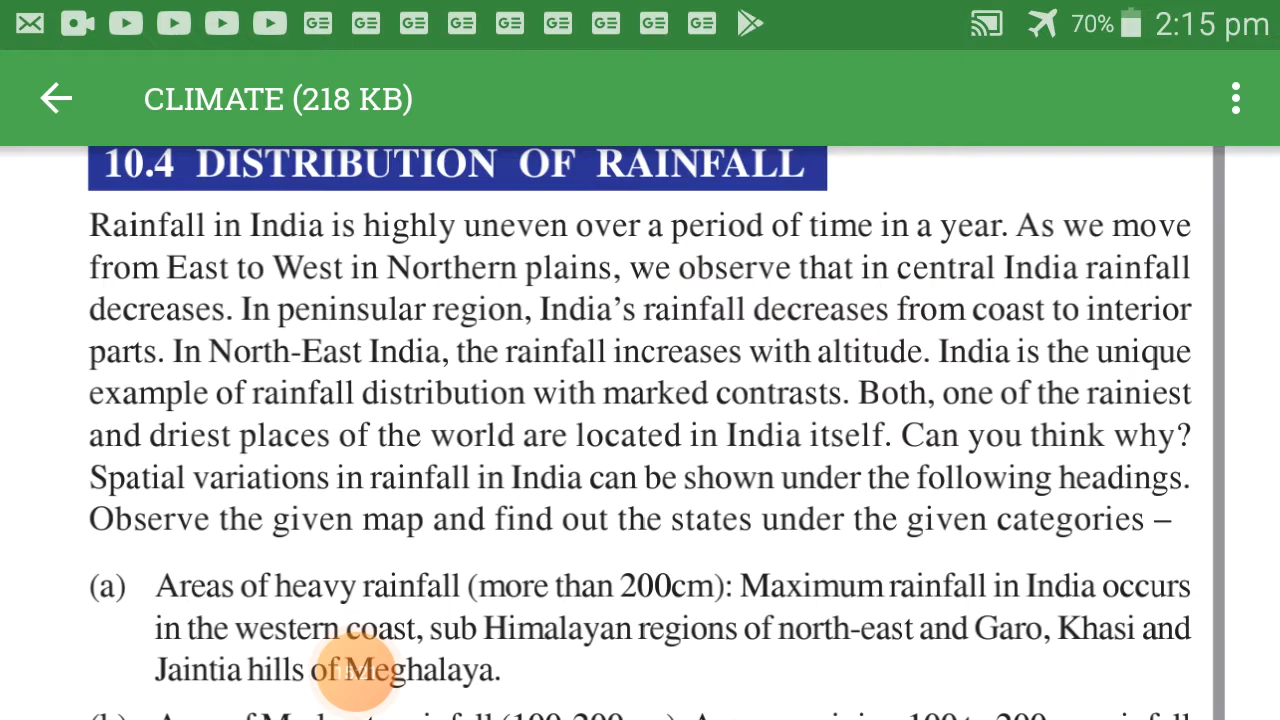 70% 2:15 pm
CLIMATE (218 KB)
10.4 DISTRIBUTION OF RAINFALL
Rainfall in India is highly uneven over a period of time in a year. As we move
from East to West in Northern plains, we observe that in central India rainfall
decreases. In peninsular region, India's rainfall decreases from coast to interior
parts. In North-East India, the rainfall increases with altitude. India is the unique
example of rainfall distribution with marked contrasts. Both, one of the rainiest
and driest places of the world are located in India itself. Can you think why?
Spatial variations in rainfall in India can be shown under the following headings.
Observe the given map and find out the states under the given categories –
(a) Areas of heavy rainfall (more than 200cm): Maximum rainfall in India occurs
in the western coast, sub Himalayan regions of north-east and Garo, Khasi and
Jaintia hills of Meghalaya.